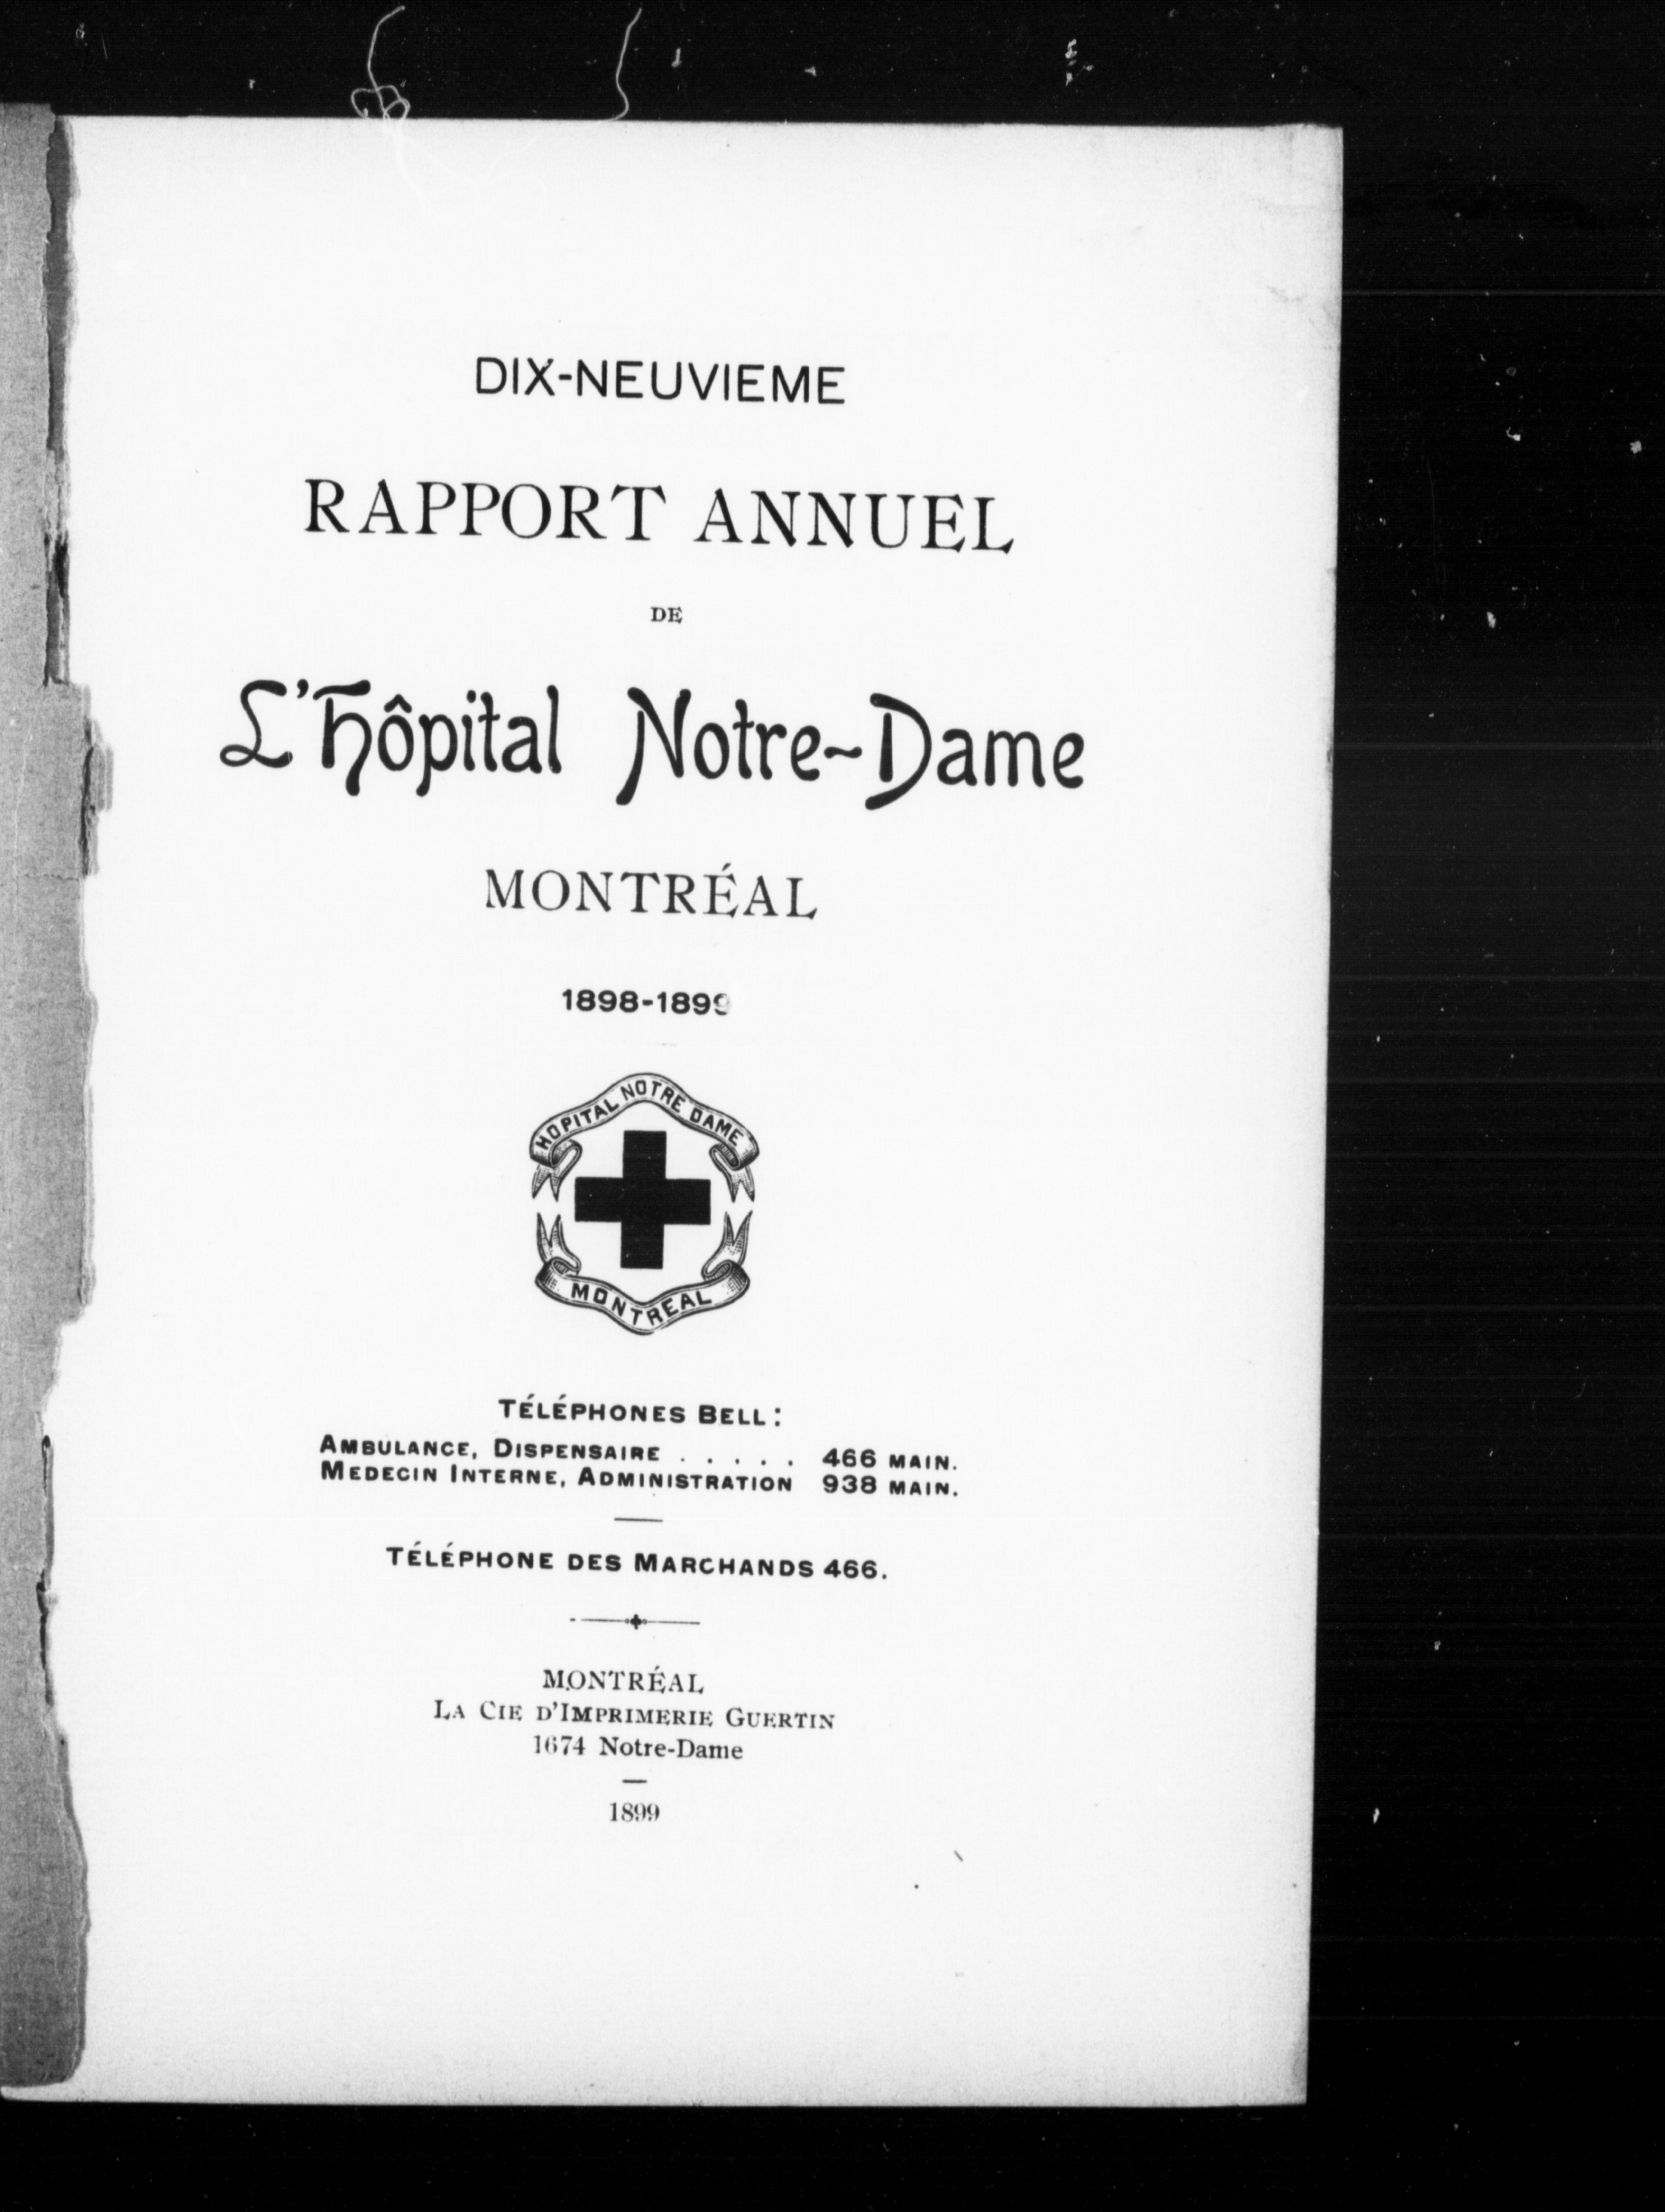 DIX-NEUVIEME
RAPPORT ANNUEL
DE
L'hôpital Notre-Dame
MONTRÉAL
1898-1899
HOPITAL NOTRE DAME
MONTREAL
TÉLÉPHONES BELL:
AMBULANCE, DISPENSAIRE . . . . . 466 MAIN.
MEDECIN INTERNE, ADMINISTRATION 938 MAIN.
TÉLÉPHONE DES MARCHANDS 466.
MONTRÉAL
LA CIE D'IMPRIMERIE GUERTIN
1674 Notre-Dame
1899